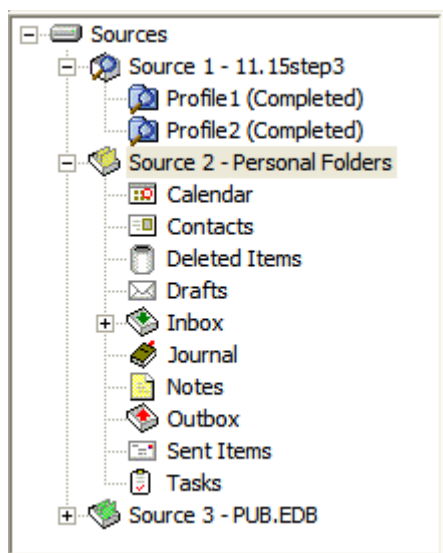 Sources
Source 1 - 11.15step3
Profile1 (Completed)
Profile2 (Completed)
Source 2 - Personal Folders
Calendar
Contacts
Deleted Items
Drafts
Inbox
Journal
Notes
Outbox
Sent Items
Tasks
Source 3 - PUB.EDB